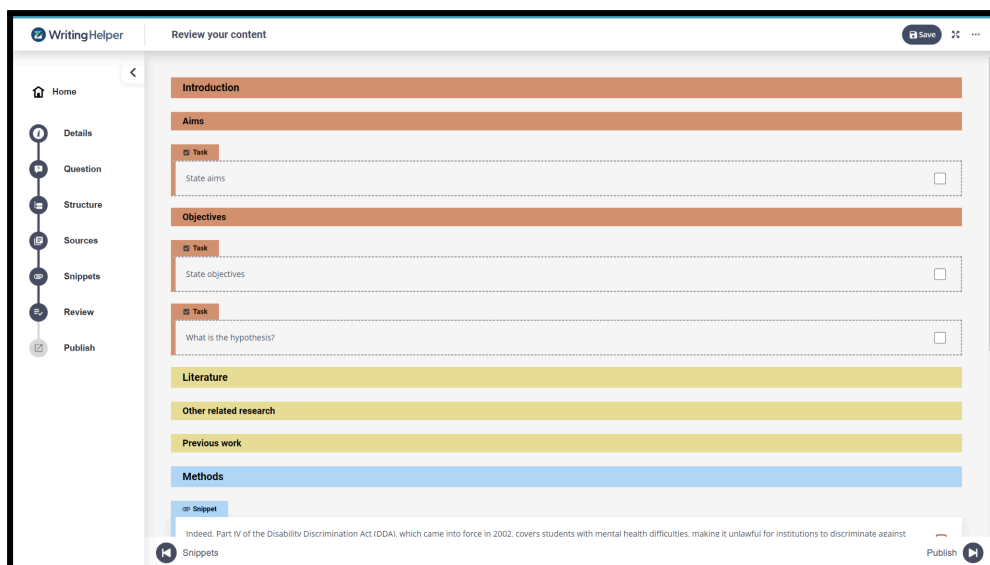 WritingHelper
Review your content
Save
Home
Details
Question
Structure
Sources
Snippets
Review
Publish
Introduction
Aims
Task
State aims
Objectives
Task
State objectives
Task
What is the hypothesis?
Literature
Other related research
Previous work
Methods
Snippet
Indeed, Part IV of the Disability Discrimination Act (DDA), which came into force in 2002, covers students with mental health difficulties, making it unlawful for institutions to discriminate against
Snippets
Publish